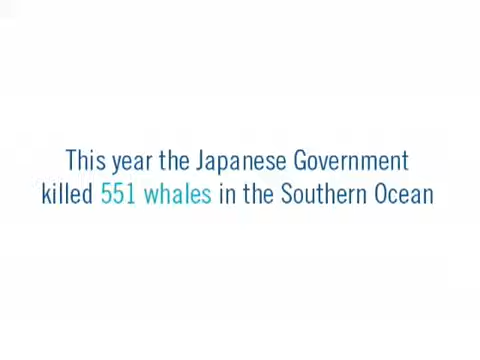 This year the Japanese Government
killed 551 whales in the Southern Ocean